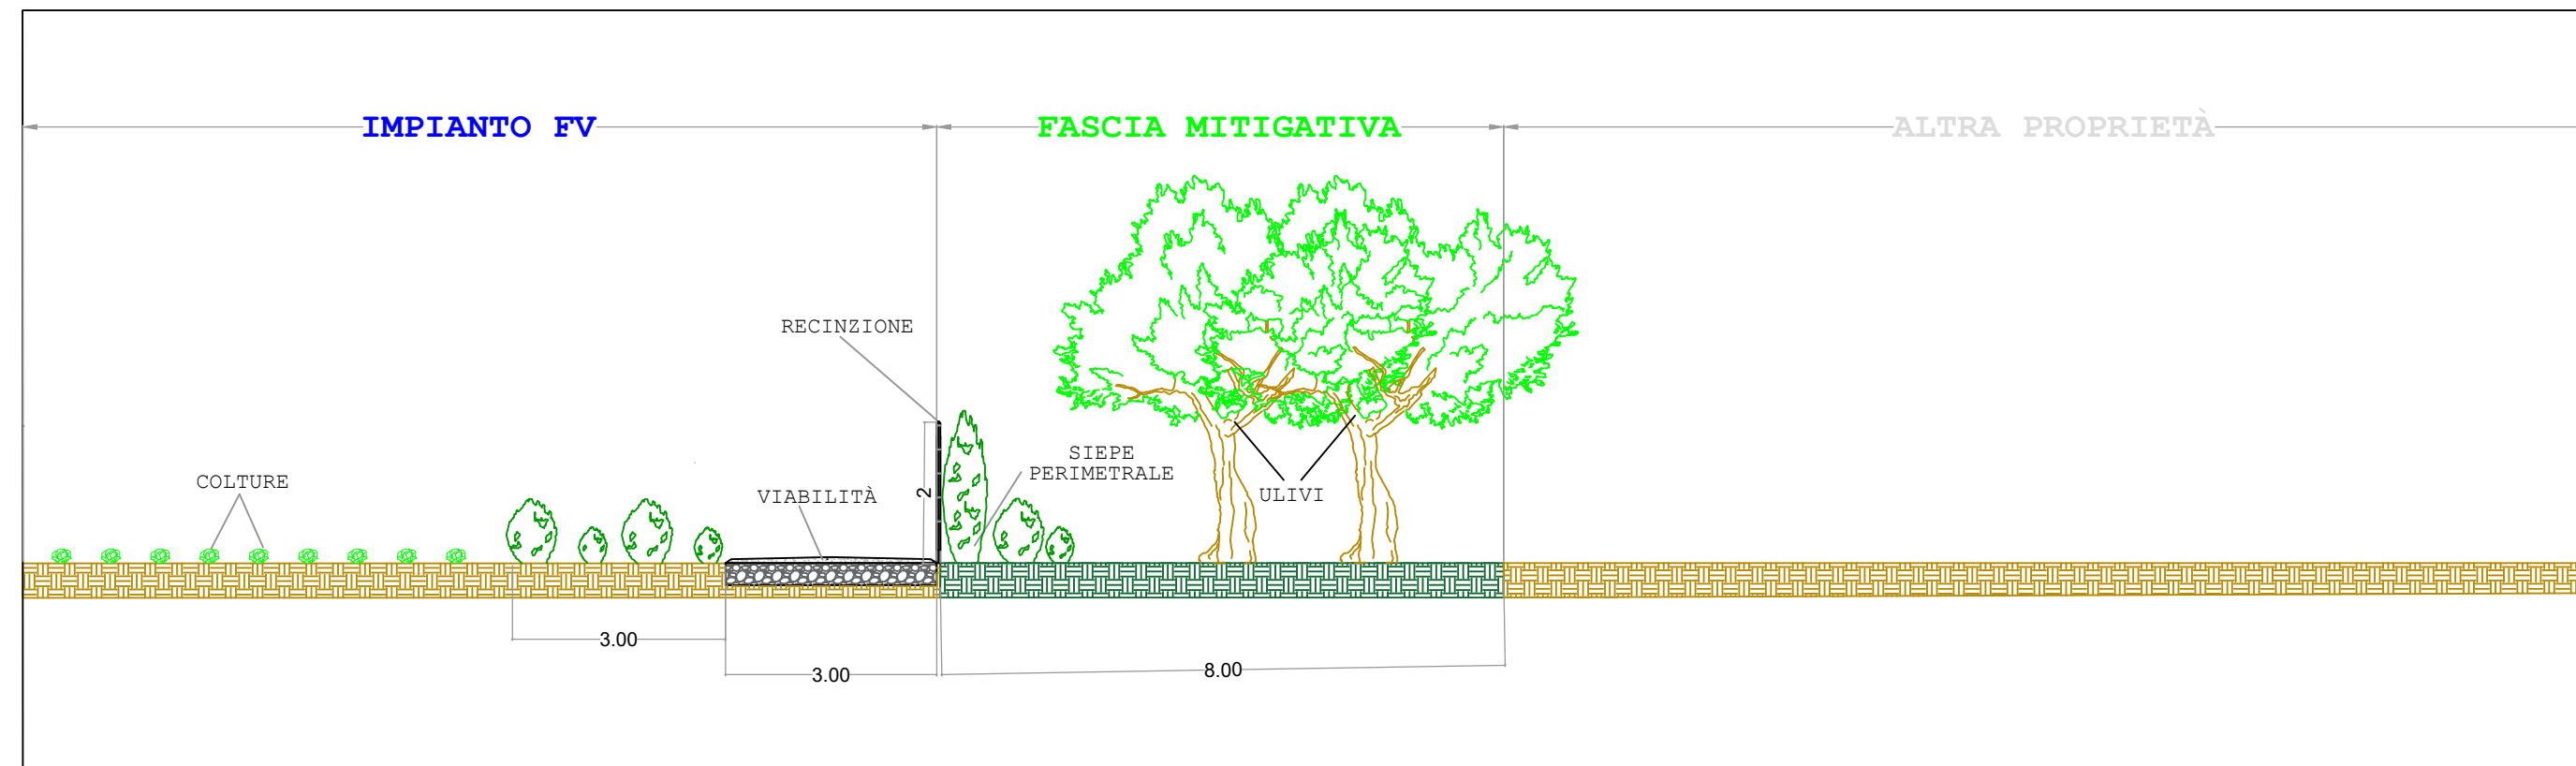 IMPIANTO FV
FASCIA MITIGATIVA
ALTRA PROPRIETÀ
RECINZIONE
SIEPE
PERIMETRALE
COLTURE
VIABILITÀ
2
ULIVI
3.00
3.00
8.00